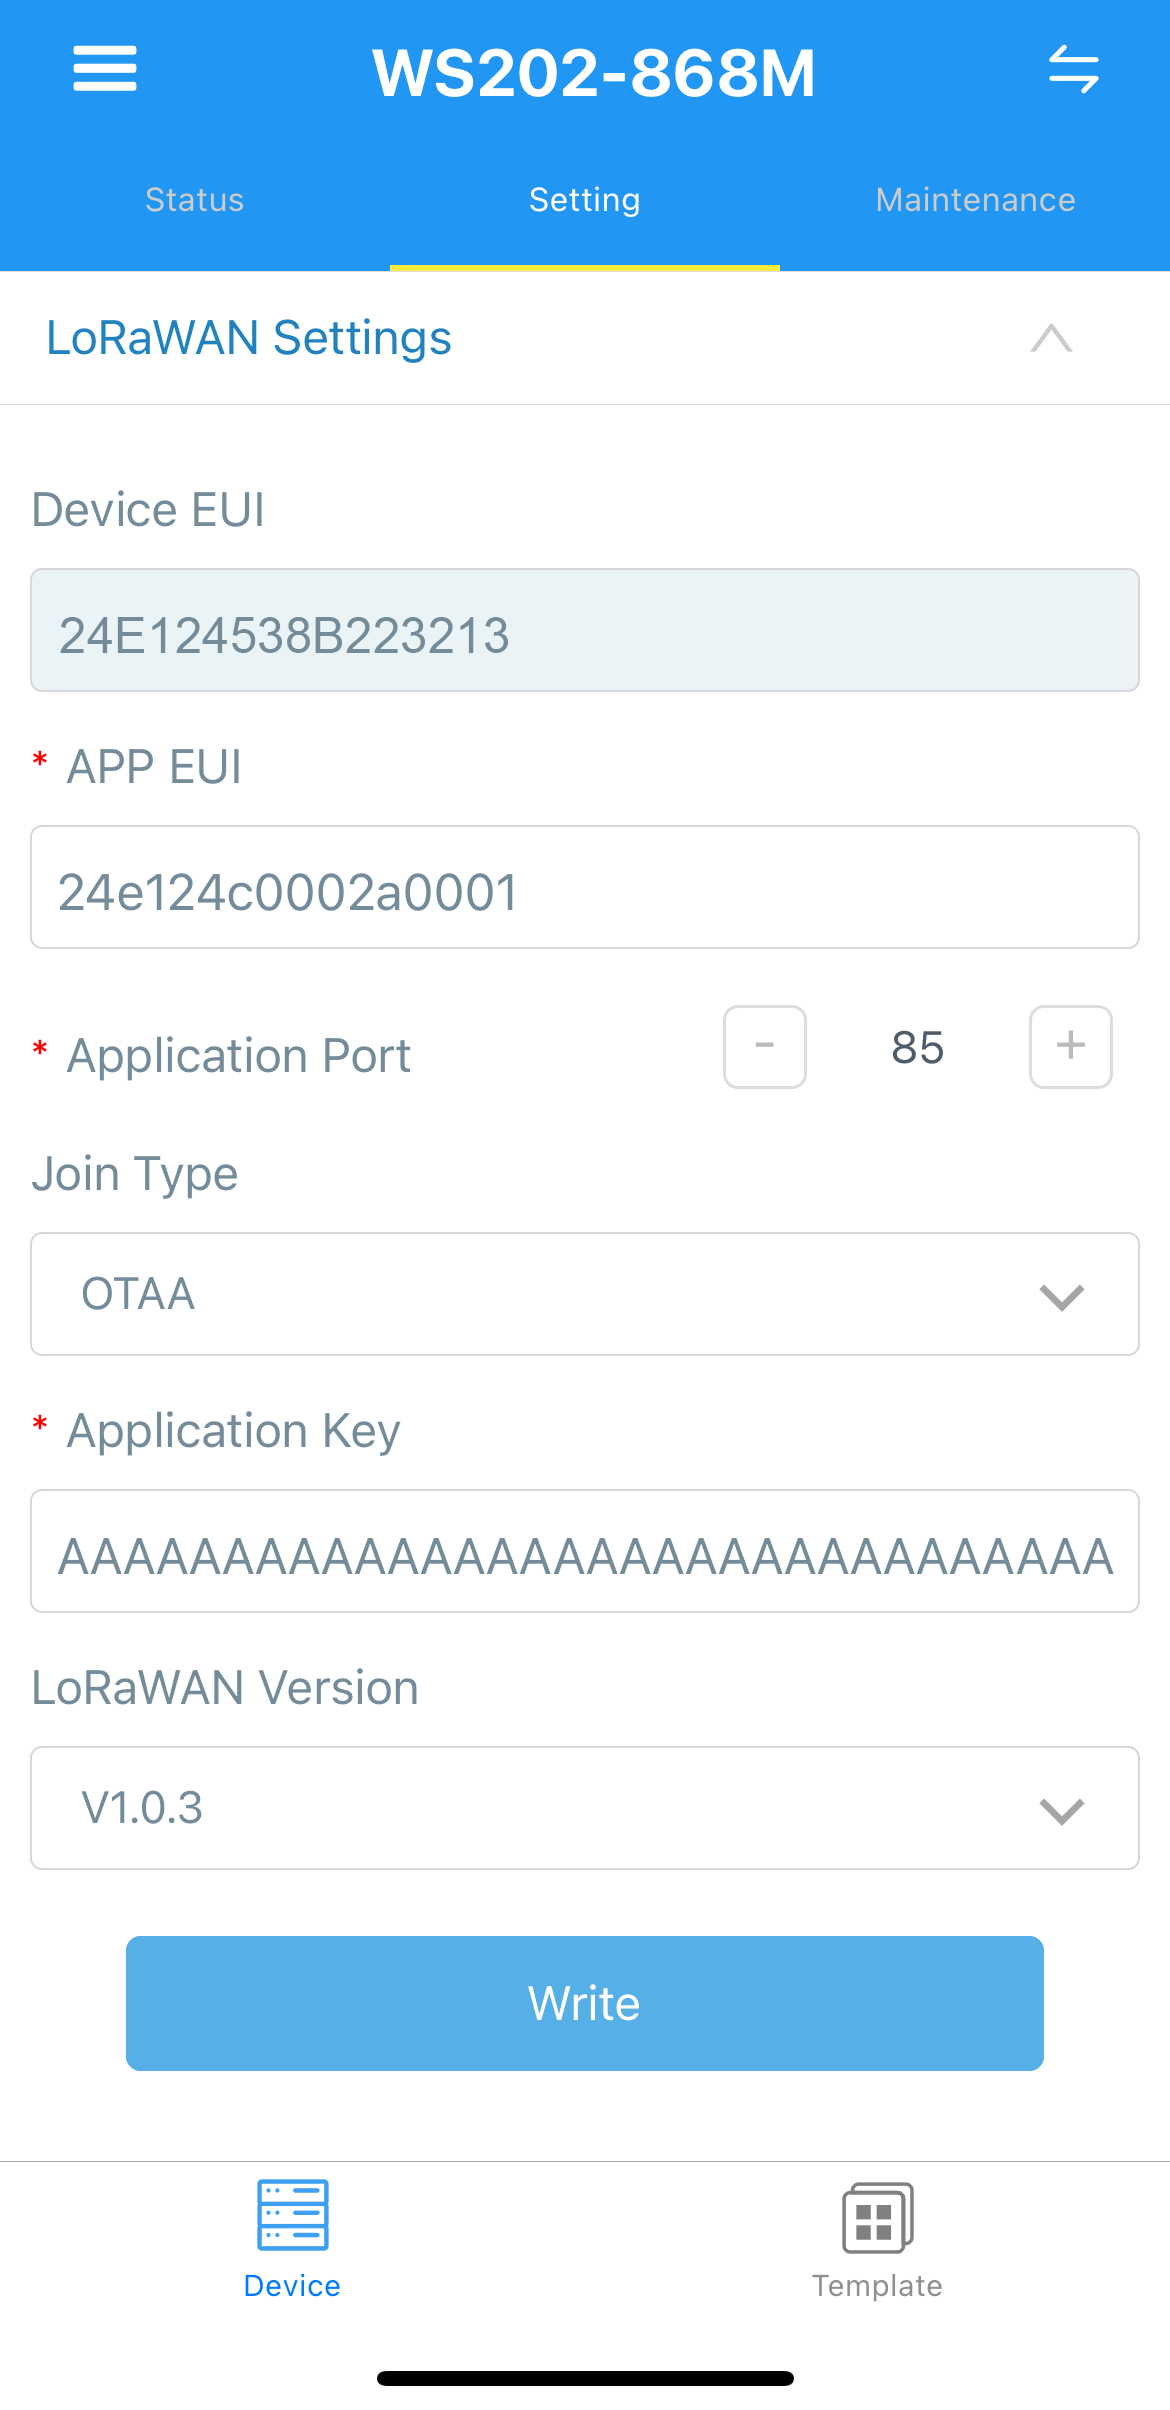 WS202-868M
Status Setting Maintenance
LoRaWAN Settings
Device EUI
24E124538B223213
* APP EUI
24e124c0002a0001
* Application Port - 85 +
Join Type
OTAA
* Application Key
AAAAAAAAAAAAAAAAAAAAAAAAAAAAAAAA
LoRaWAN Version
V1.0.3
Write
Device Template